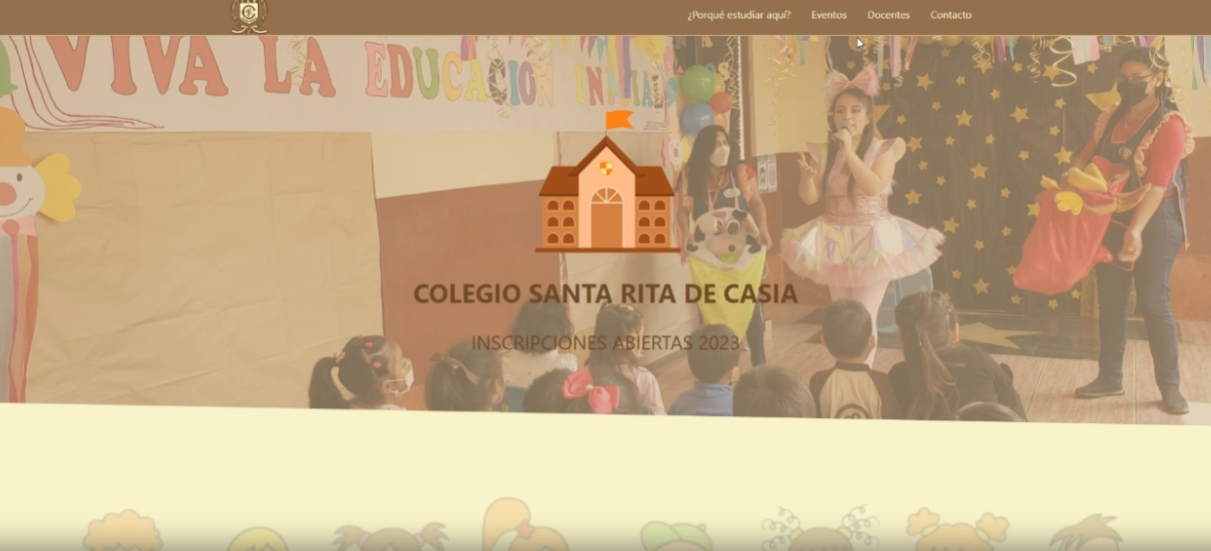 ¿Porqué estudiar aquí? Eventos Docentes Contacto
VIVA LA EDUCACION INICIAL
COLEGIO SANTA RITA DE CASIA
INSCRIPCIONES ABIERTAS 2023